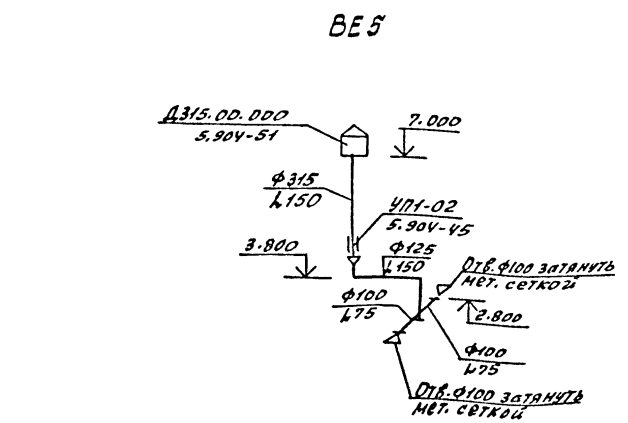 ВЕ5
Д315.00.000
5.904-51
7.000
Ф315
L150
УП1-02
5.904-45
3.800
Ф125
L150
Отв. Ф100 затянуть
мет. сеткой
Ф100
L75
2.800
Ф100
L75
Отв. Ф100 затянуть
мет. сеткой